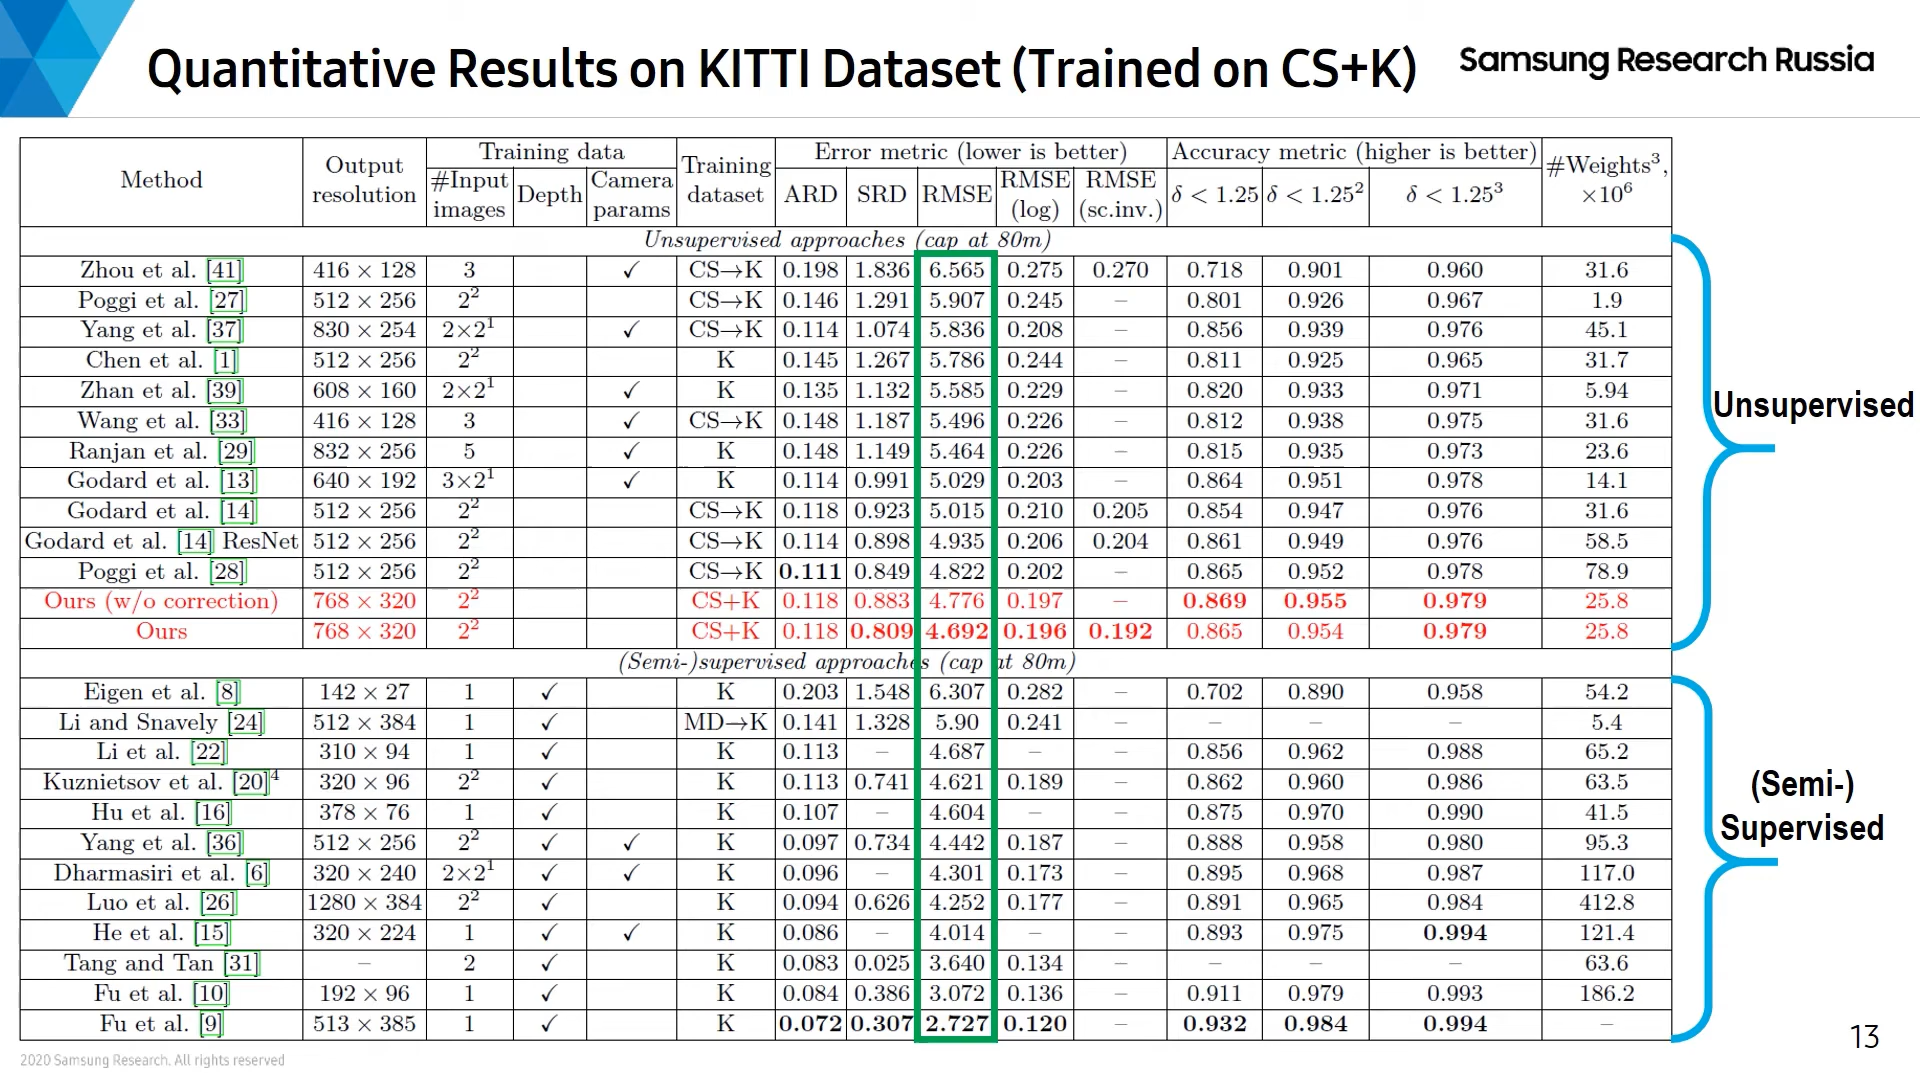 Quantitative Results on KITTI Dataset (Trained on CS+K)
Samsung Research Russia
Method | Output resolution | Training data | Training dataset | Error metric (lower is better) | Accuracy metric (higher is better) | #Weights³, ×10⁶
#Input images | Depth | Camera params | ARD | SRD | RMSE | RMSE (log) | RMSE (sc.inv.) | δ < 1.25 | δ < 1.25² | δ < 1.25³
Unsupervised approaches (cap at 80m)
Zhou et al. [41] | 416 × 128 | 3 | | ✓ | CS→K | 0.198 | 1.836 | 6.565 | 0.275 | 0.270 | 0.718 | 0.901 | 0.960 | 31.6
Poggi et al. [27] | 512 × 256 | 2² | | | CS→K | 0.146 | 1.291 | 5.907 | 0.245 | – | 0.801 | 0.926 | 0.967 | 1.9
Yang et al. [37] | 830 × 254 | 2×2¹ | | ✓ | CS→K | 0.114 | 1.074 | 5.836 | 0.208 | – | 0.856 | 0.939 | 0.976 | 45.1
Chen et al. [1] | 512 × 256 | 2² | | | K | 0.145 | 1.267 | 5.786 | 0.244 | – | 0.811 | 0.925 | 0.965 | 31.7
Zhan et al. [39] | 608 × 160 | 2×2¹ | | ✓ | K | 0.135 | 1.132 | 5.585 | 0.229 | – | 0.820 | 0.933 | 0.971 | 5.94
Wang et al. [33] | 416 × 128 | 3 | | ✓ | CS→K | 0.148 | 1.187 | 5.496 | 0.226 | – | 0.812 | 0.938 | 0.975 | 31.6
Ranjan et al. [29] | 832 × 256 | 5 | | ✓ | K | 0.148 | 1.149 | 5.464 | 0.226 | – | 0.815 | 0.935 | 0.973 | 23.6
Godard et al. [13] | 640 × 192 | 3×2¹ | | ✓ | K | 0.114 | 0.991 | 5.029 | 0.203 | – | 0.864 | 0.951 | 0.978 | 14.1
Godard et al. [14] | 512 × 256 | 2² | | | CS→K | 0.118 | 0.923 | 5.015 | 0.210 | 0.205 | 0.854 | 0.947 | 0.976 | 31.6
Godard et al. [14] ResNet | 512 × 256 | 2² | | | CS→K | 0.114 | 0.898 | 4.935 | 0.206 | 0.204 | 0.861 | 0.949 | 0.976 | 58.5
Poggi et al. [28] | 512 × 256 | 2² | | | CS→K | 0.111 | 0.849 | 4.822 | 0.202 | – | 0.865 | 0.952 | 0.978 | 78.9
Ours (w/o correction) | 768 × 320 | 2² | | | CS+K | 0.118 | 0.883 | 4.776 | 0.197 | – | 0.869 | 0.955 | 0.979 | 25.8
Ours | 768 × 320 | 2² | | | CS+K | 0.118 | 0.809 | 4.692 | 0.196 | 0.192 | 0.865 | 0.954 | 0.979 | 25.8
(Semi-)supervised approaches (cap at 80m)
Eigen et al. [8] | 142 × 27 | 1 | ✓ | | K | 0.203 | 1.548 | 6.307 | 0.282 | – | 0.702 | 0.890 | 0.958 | 54.2
Li and Snavely [24] | 512 × 384 | 1 | ✓ | | MD→K | 0.141 | 1.328 | 5.90 | 0.241 | – | – | – | – | 5.4
Li et al. [22] | 310 × 94 | 1 | ✓ | | K | 0.113 | – | 4.687 | – | – | 0.856 | 0.962 | 0.988 | 65.2
Kuznietsov et al. [20]⁴ | 320 × 96 | 2² | ✓ | | K | 0.113 | 0.741 | 4.621 | 0.189 | – | 0.862 | 0.960 | 0.986 | 63.5
Hu et al. [16] | 378 × 76 | 1 | ✓ | | K | 0.107 | – | 4.604 | – | – | 0.875 | 0.970 | 0.990 | 41.5
Yang et al. [36] | 512 × 256 | 2² | ✓ | ✓ | K | 0.097 | 0.734 | 4.442 | 0.187 | – | 0.888 | 0.958 | 0.980 | 95.3
Dharmasiri et al. [6] | 320 × 240 | 2×2¹ | ✓ | ✓ | K | 0.096 | – | 4.301 | 0.173 | – | 0.895 | 0.968 | 0.987 | 117.0
Luo et al. [26] | 1280 × 384 | 2² | ✓ | | K | 0.094 | 0.626 | 4.252 | 0.177 | – | 0.891 | 0.965 | 0.984 | 412.8
He et al. [15] | 320 × 224 | 1 | ✓ | ✓ | K | 0.086 | – | 4.014 | – | – | 0.893 | 0.975 | 0.994 | 121.4
Tang and Tan [31] | – | 2 | ✓ | | K | 0.083 | 0.025 | 3.640 | 0.134 | – | – | – | – | 63.6
Fu et al. [10] | 192 × 96 | 1 | ✓ | | K | 0.084 | 0.386 | 3.072 | 0.136 | – | 0.911 | 0.979 | 0.993 | 186.2
Fu et al. [9] | 513 × 385 | 1 | ✓ | | K | 0.072 | 0.307 | 2.727 | 0.120 | – | 0.932 | 0.984 | 0.994 | –
Unsupervised
(Semi-)
Supervised
13
2020 Samsung Research. All rights reserved